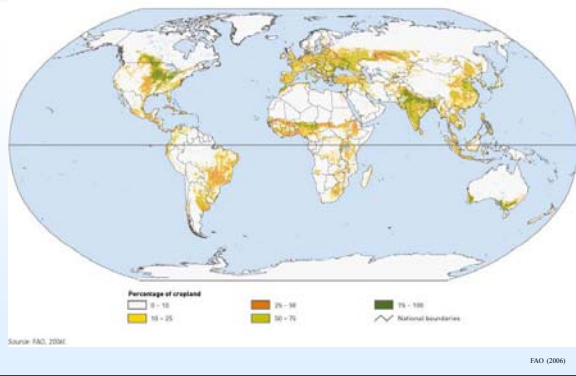 Percentage of cropland
0 – 10
10 – 25
25 – 50
50 – 75
75 – 100
National boundaries
Source: FAO, 2006f.
FAO (2006)